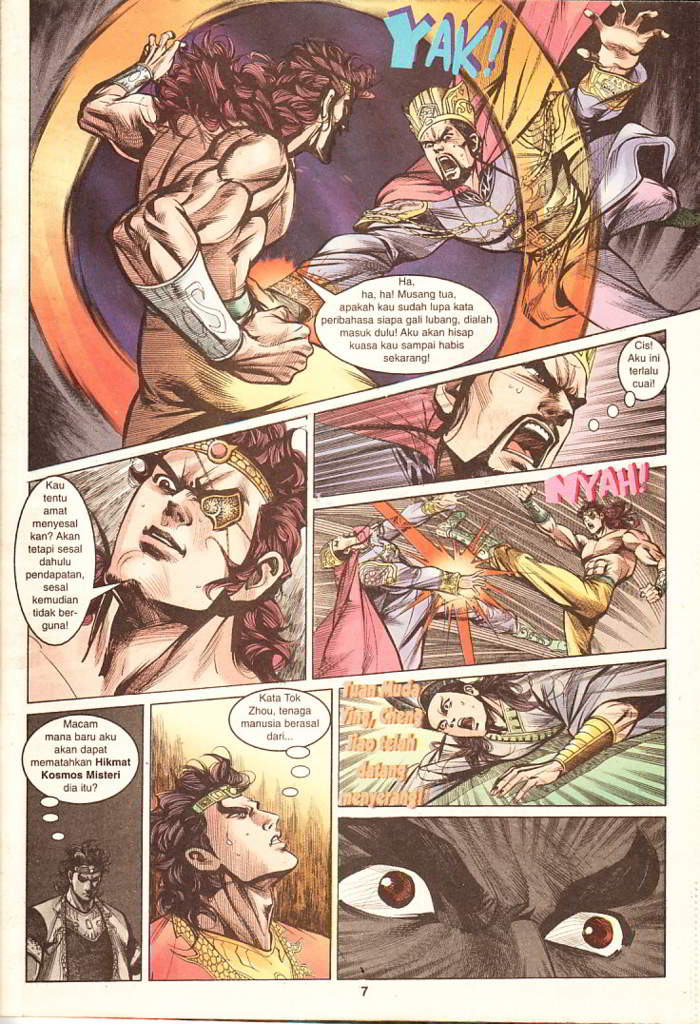 YAK!
Ha,
ha, ha! Musang tua,
apakah kau sudah lupa kata
peribahasa siapa gali lubang, dialah
masuk dulu! Aku akan hisap
kuasa kau sampai habis
sekarang!
Cis!
Aku ini
terlalu
cuai!
Kau
tentu
amat
menyesal
kan? Akan
tetapi sesal
dahulu
pendapatan,
sesal
kemudian
tidak ber-
guna!
NYAH!
Macam
mana baru aku
akan dapat
mematahkan Hikmat
Kosmos Misteri
dia itu?
Kata Tok
Zhou, tenaga
manusia berasal
dari...
Tuan Muda
Ying, Cheng
Jiao telah
datang
menyerang!
7